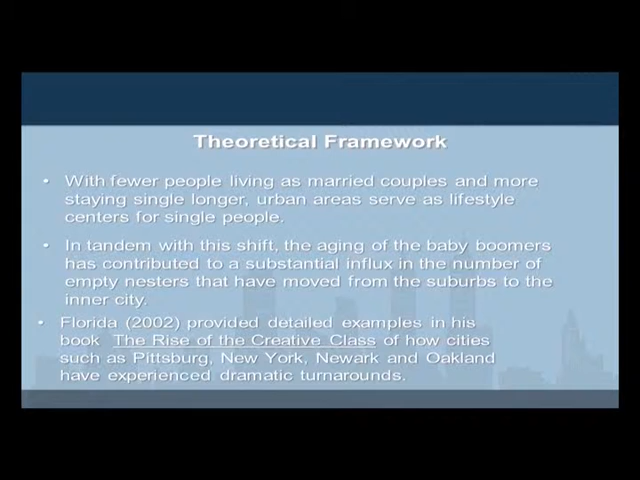 Theoretical Framework
• With fewer people living as married couples and more
staying single longer, urban areas serve as lifestyle
centers for single people.
• In tandem with this shift, the aging of the baby boomers
has contributed to a substantial influx in the number of
empty nesters that have moved from the suburbs to the
inner city.
• Florida (2002) provided detailed examples in his
book The Rise of the Creative Class of how cities
such as Pittsburg, New York, Newark and Oakland
have experienced dramatic turnarounds.